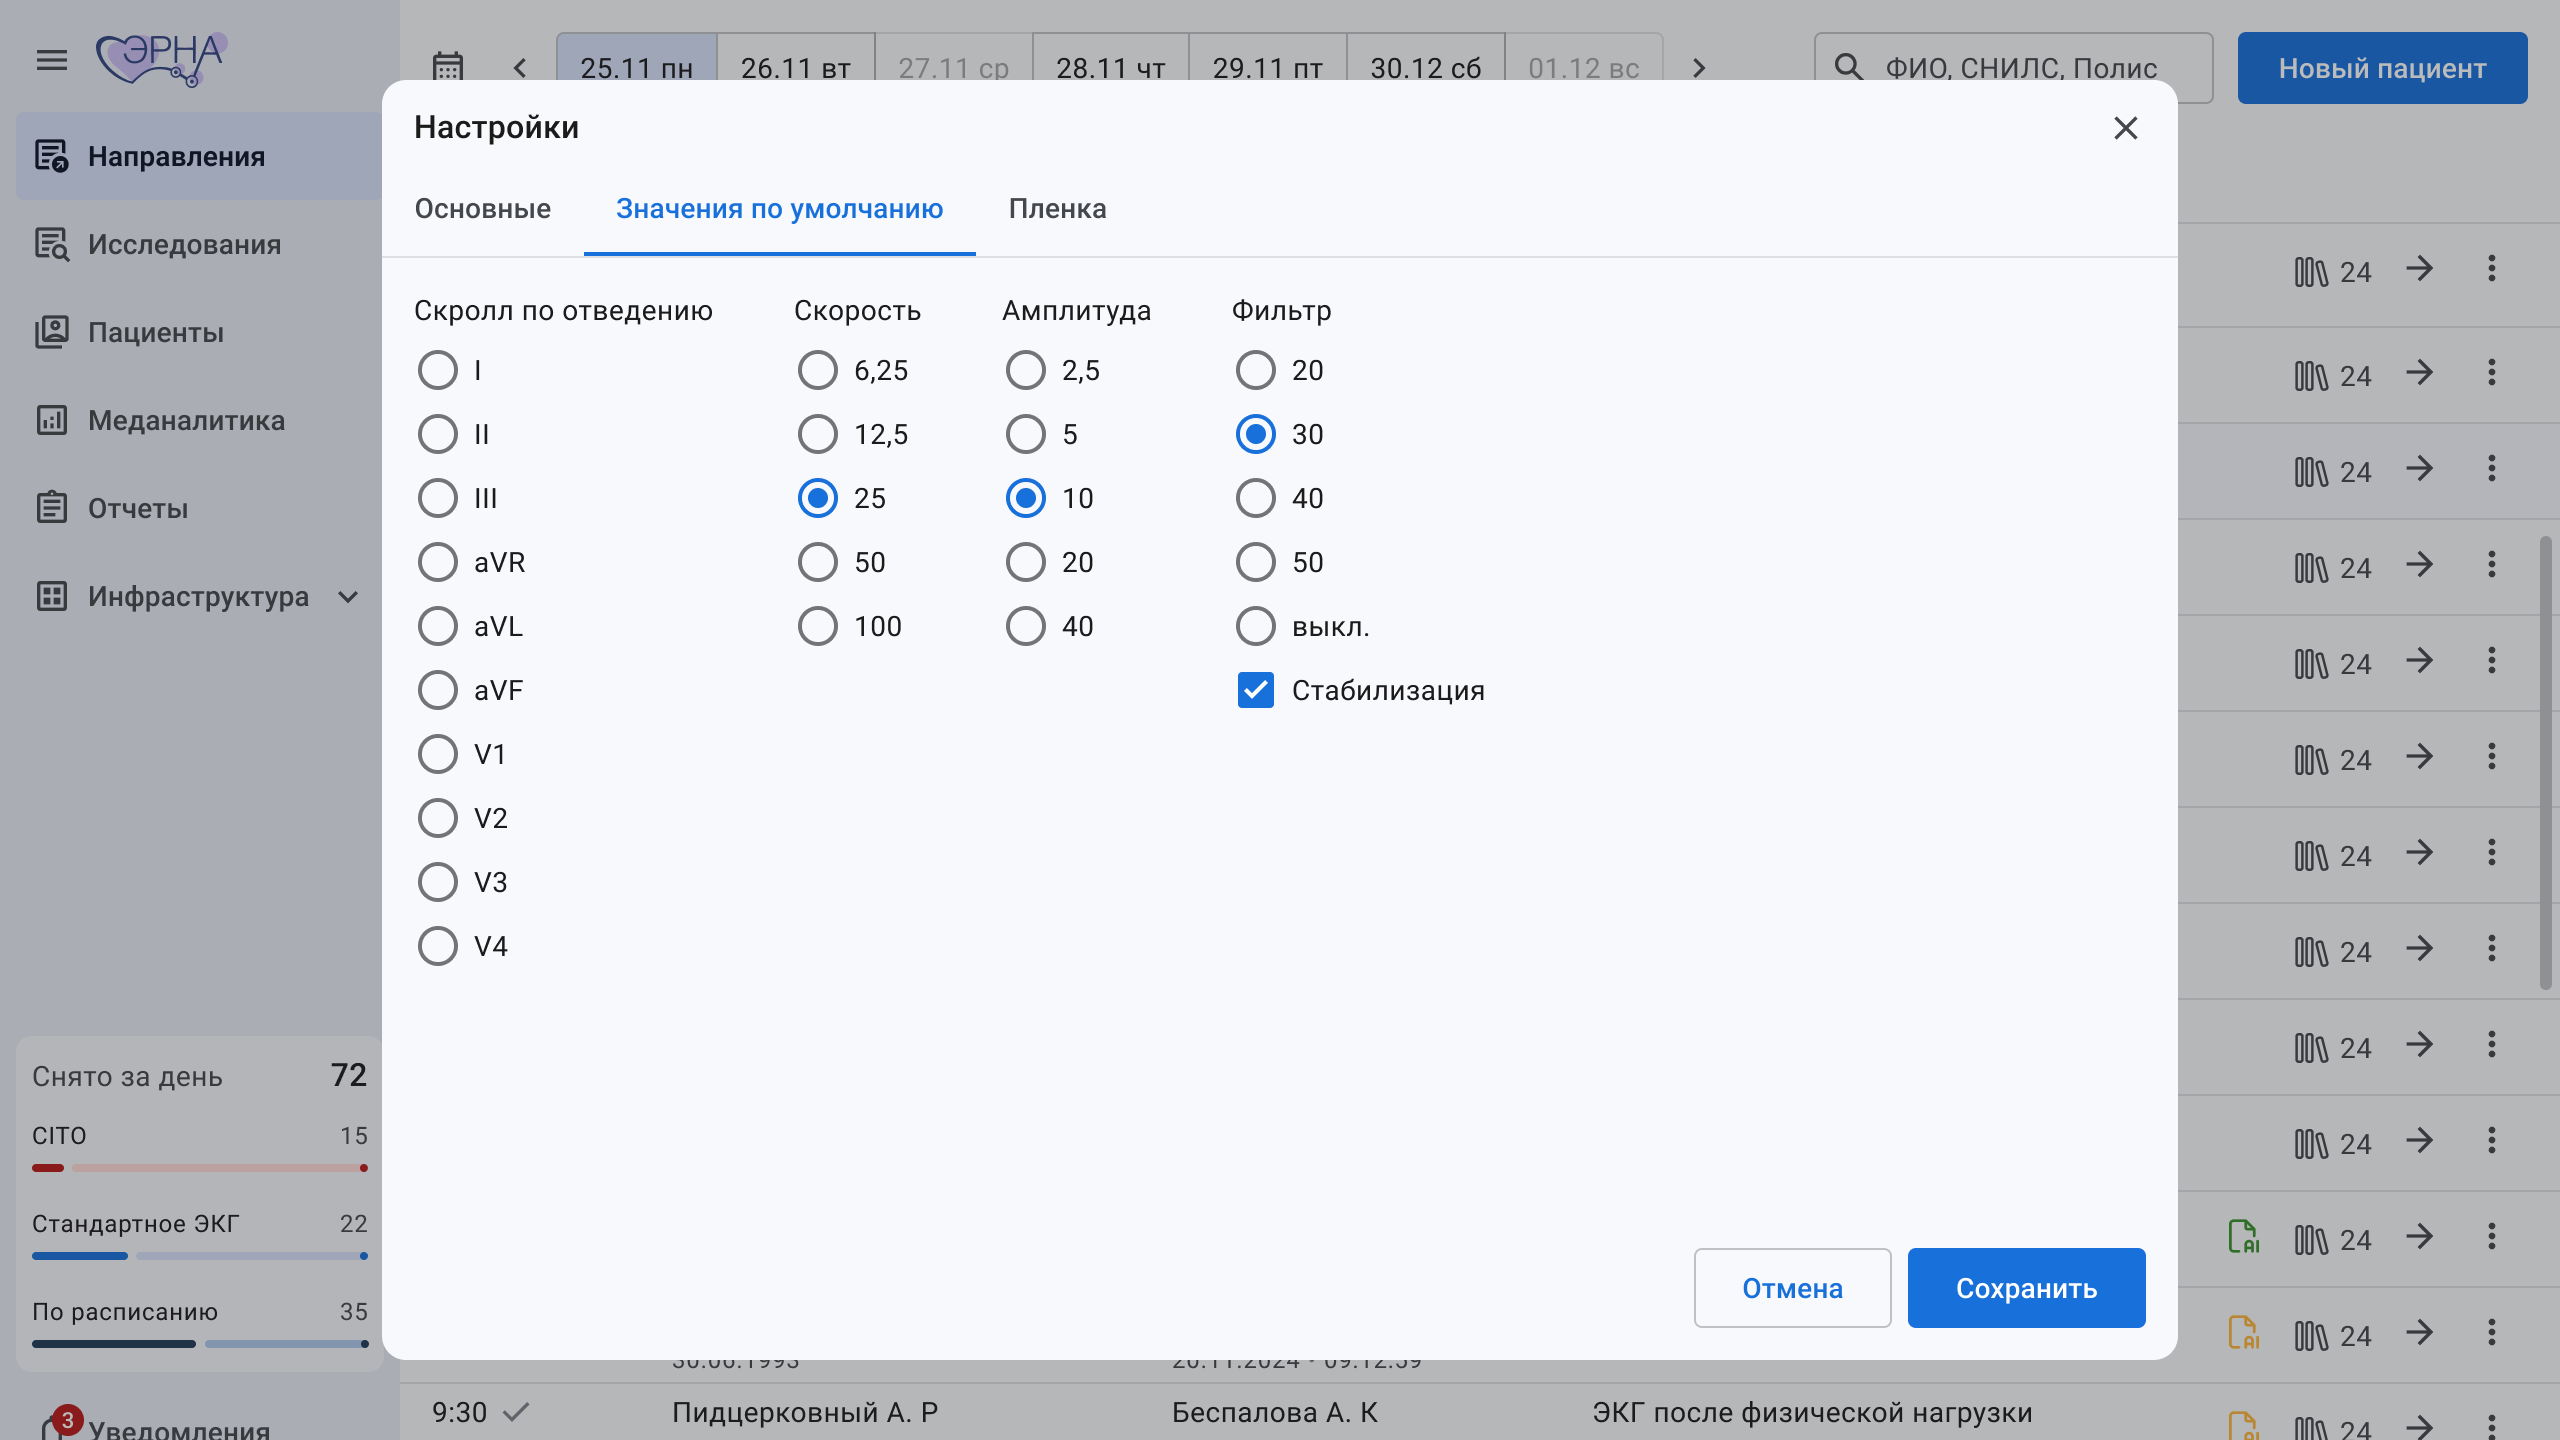 ЭРНА
25.11 пн
26.11 вт
27.11 ср
28.11 чт
29.11 пт
30.12 сб
01.12 вс
ФИО, СНИЛС, Полис
Новый пациент
Направления
Исследования
Пациенты
Меданалитика
Отчеты
Инфраструктура
Снято за день 72
CITO 15
Стандартное ЭКГ 22
По расписанию 35
3
Уведомления
Настройки
Основные
Значения по умолчанию
Пленка
Скролл по отведению
I
II
III
aVR
aVL
aVF
V1
V2
V3
V4
Скорость
6,25
12,5
25
50
100
Амплитуда
2,5
5
10
20
40
Фильтр
20
30
40
50
выкл.
Стабилизация
Отмена
Сохранить
24
24
24
24
24
24
24
24
24
24
AI 24
AI 24
30.06.1993
26.11.2024 • 09:12:39
9:30
Пидцерковный А. Р
Беспалова А. К
ЭКГ после физической нагрузки
AI 24